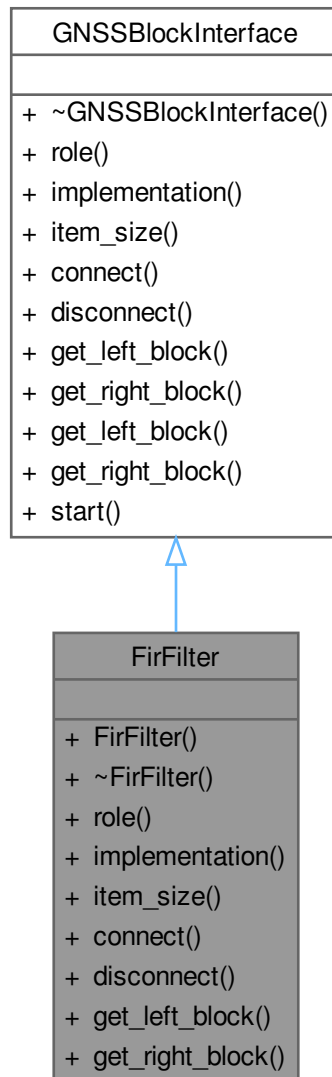 GNSSBlockInterface
+ ~GNSSBlockInterface()
+ role()
+ implementation()
+ item_size()
+ connect()
+ disconnect()
+ get_left_block()
+ get_right_block()
+ get_left_block()
+ get_right_block()
+ start()
FirFilter
+ FirFilter()
+ ~FirFilter()
+ role()
+ implementation()
+ item_size()
+ connect()
+ disconnect()
+ get_left_block()
+ get_right_block()